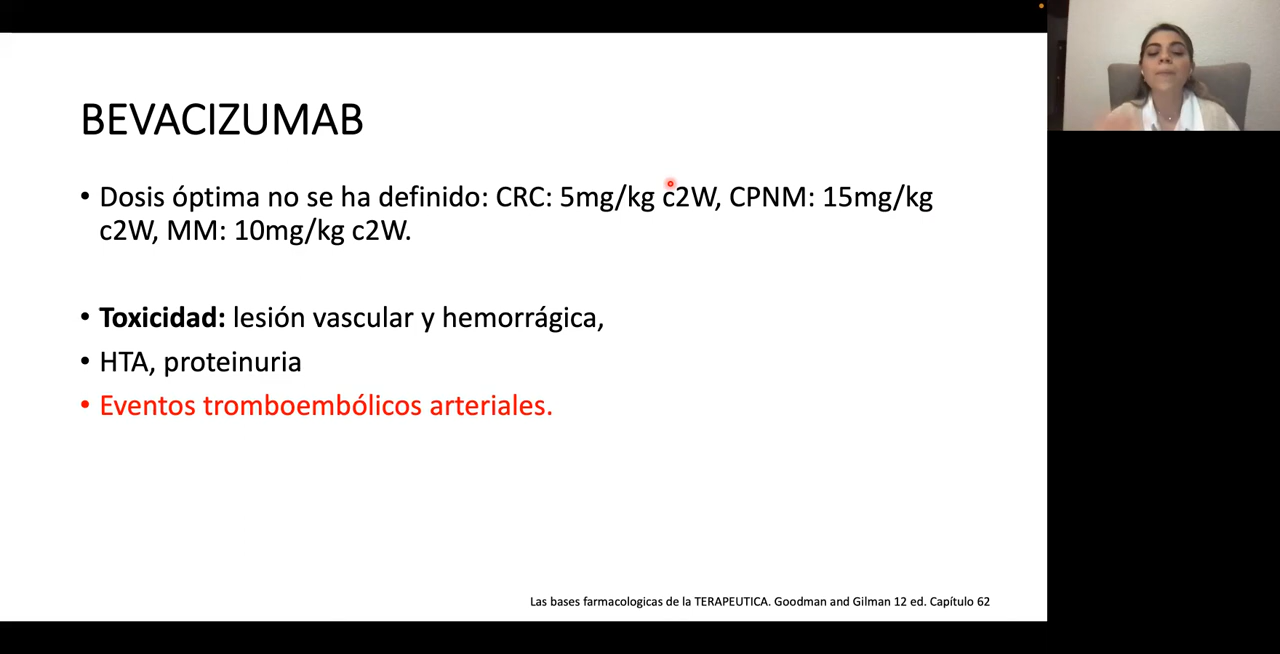 BEVACIZUMAB
• Dosis óptima no se ha definido: CRC: 5mg/kg c2W, CPNM: 15mg/kg
c2W, MM: 10mg/kg c2W.
• Toxicidad: lesión vascular y hemorrágica,
• HTA, proteinuria
• Eventos tromboembólicos arteriales.
Las bases farmacologicas de la TERAPEUTICA. Goodman and Gilman 12 ed. Capítulo 62